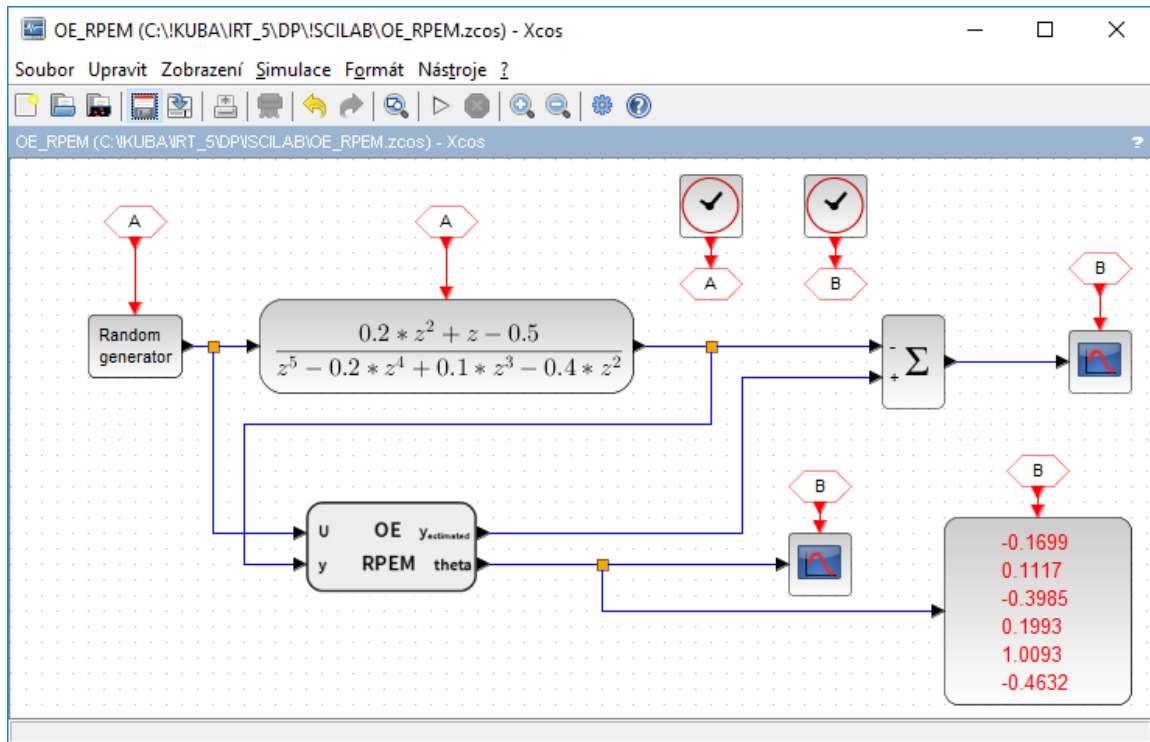 OE_RPEM (C:\!KUBA\IRT_5\DP\!SCILAB\OE_RPEM.zcos) - Xcos
Soubor Upravit Zobrazení Simulace Formát Nástroje ?
OE_RPEM (C:\!KUBA\IRT_5\DP\!SCILAB\OE_RPEM.zcos) - Xcos ?
A
A
A
B
B
Random
generator
0.2 * z^2 + z - 0.5
z^5 - 0.2 * z^4 + 0.1 * z^3 - 0.4 * z^2
-
+
Σ
U OE y_estimated
y RPEM theta
B
B
-0.1699
0.1117
-0.3985
0.1993
1.0093
-0.4632